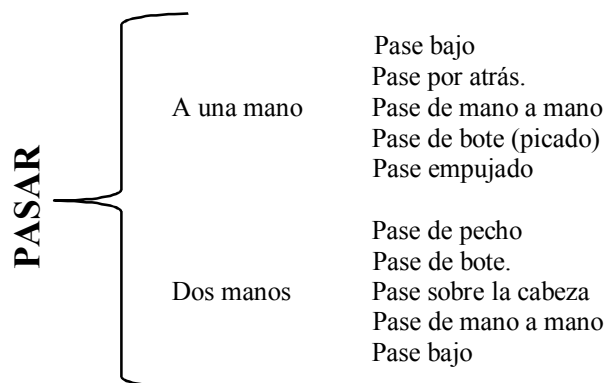 PASAR
A una mano
Pase bajo
Pase por atrás.
Pase de mano a mano
Pase de bote (picado)
Pase empujado
Dos manos
Pase de pecho
Pase de bote.
Pase sobre la cabeza
Pase de mano a mano
Pase bajo